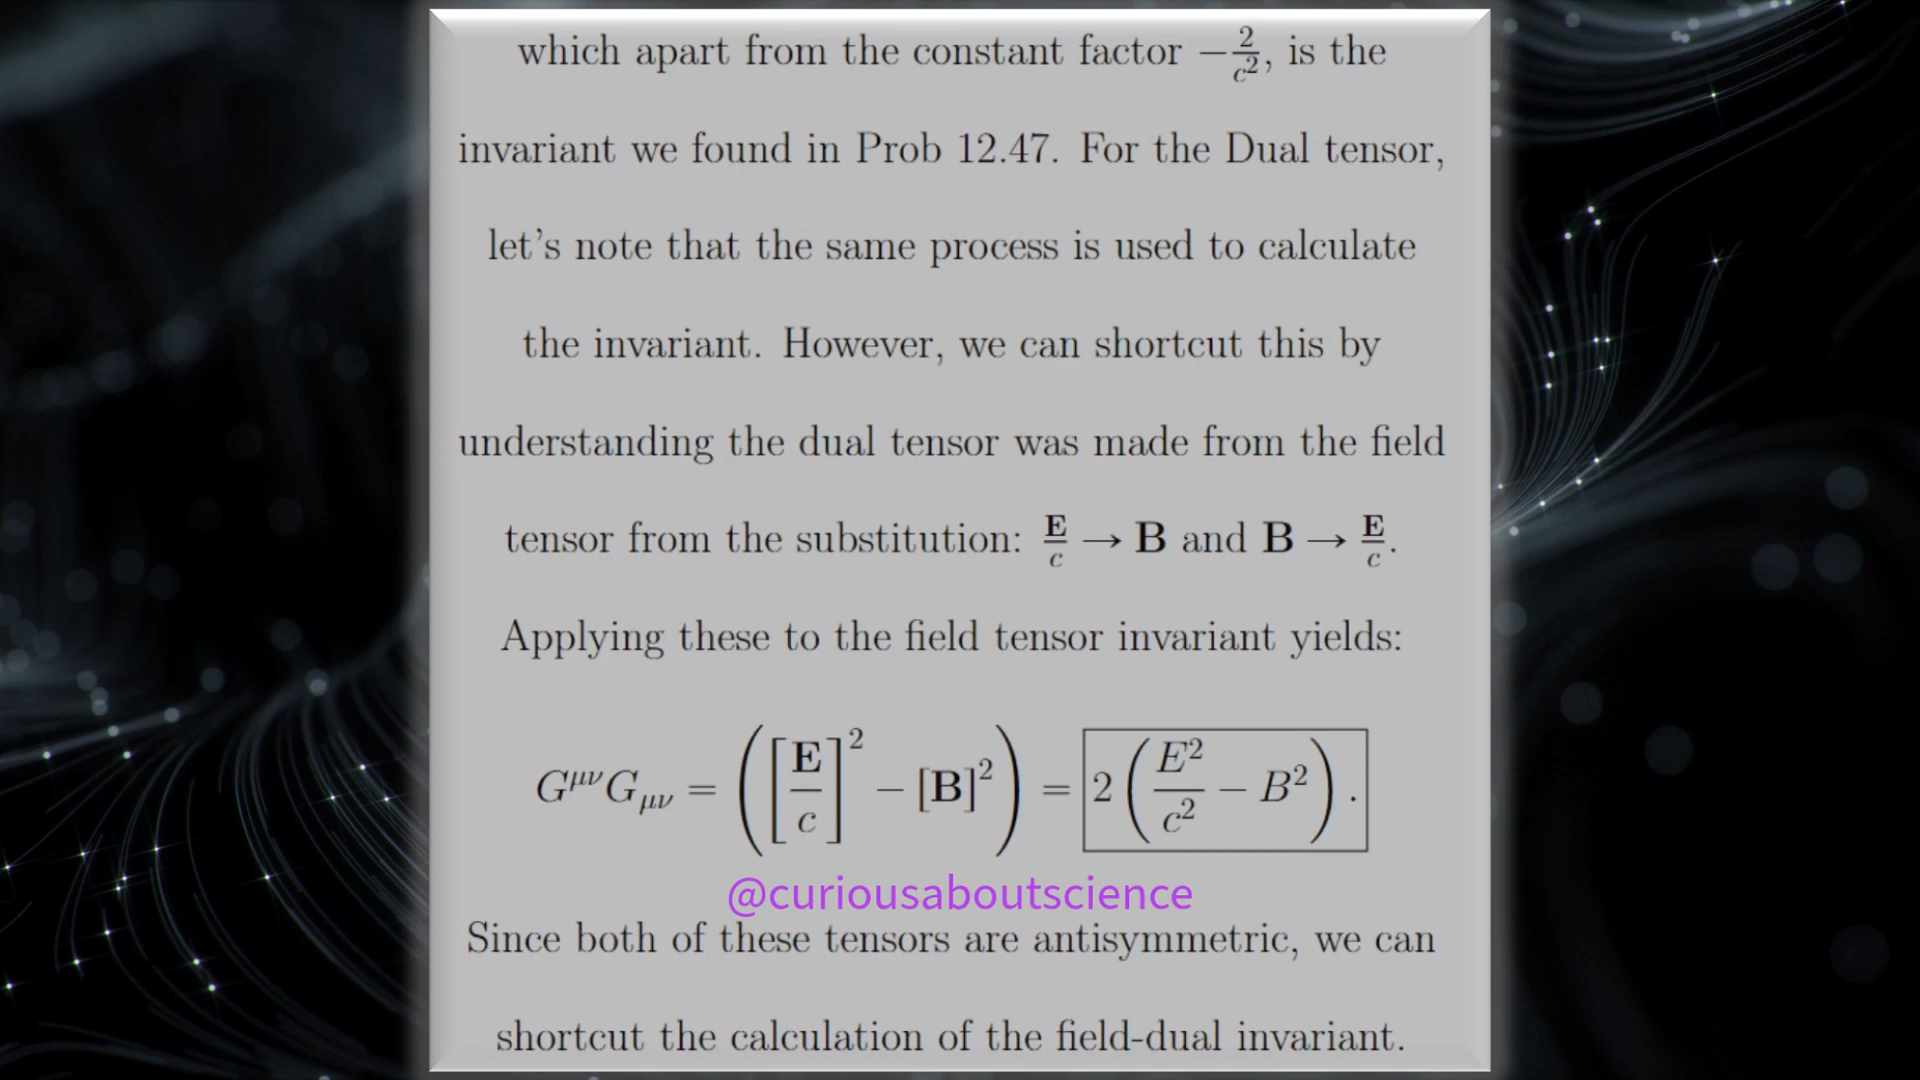 which apart from the constant factor −2/c², is the
invariant we found in Prob 12.47. For the Dual tensor,
let's note that the same process is used to calculate
the invariant. However, we can shortcut this by
understanding the dual tensor was made from the field
tensor from the substitution: E/c → B and B → E/c.
Applying these to the field tensor invariant yields:
G^{μν}G_{μν} = ([E/c]² − [B]²) = 2(E²/c² − B²).
@curiousaboutscience
Since both of these tensors are antisymmetric, we can
shortcut the calculation of the field-dual invariant.